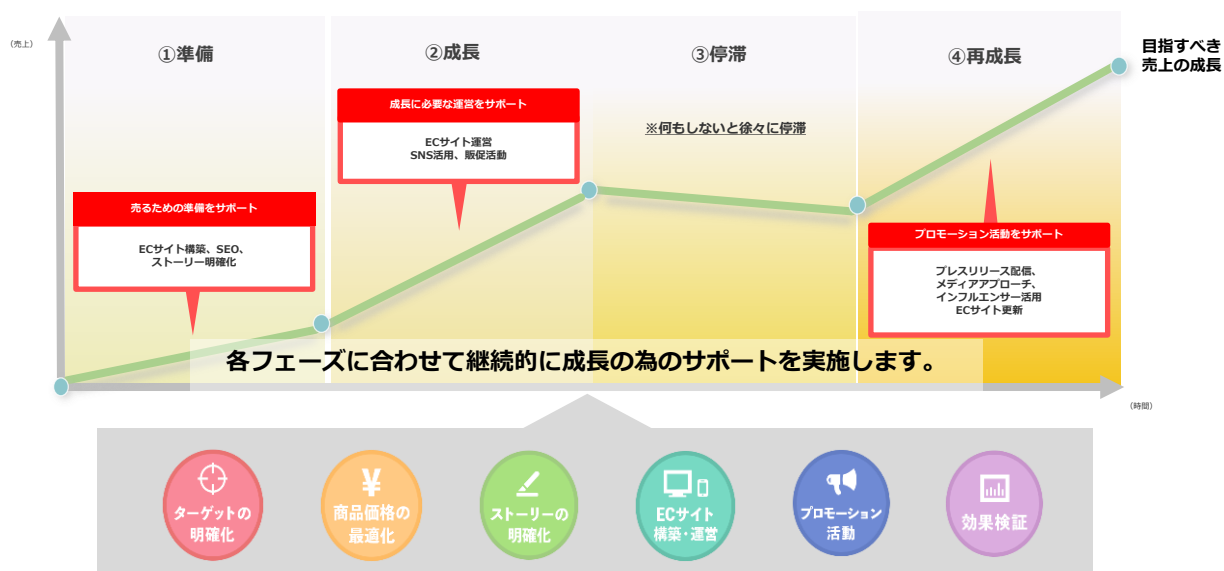 （売上）
①準備
②成長
③停滞
④再成長
目指すべき
売上の成長
成長に必要な運営をサポート
ECサイト運営
SNS活用、販促活動
※何もしないと徐々に停滞
売るための準備をサポート
ECサイト構築、SEO、
ストーリー明確化
プロモーション活動をサポート
プレスリリース配信、
メディアアプローチ、
インフルエンサー活用
ECサイト更新
各フェーズに合わせて継続的に成長の為のサポートを実施します。
（時間）
ターゲットの
明確化
¥
商品価格の
最適化
ストーリーの
明確化
ECサイト
構築・運営
プロモーション
活動
効果検証